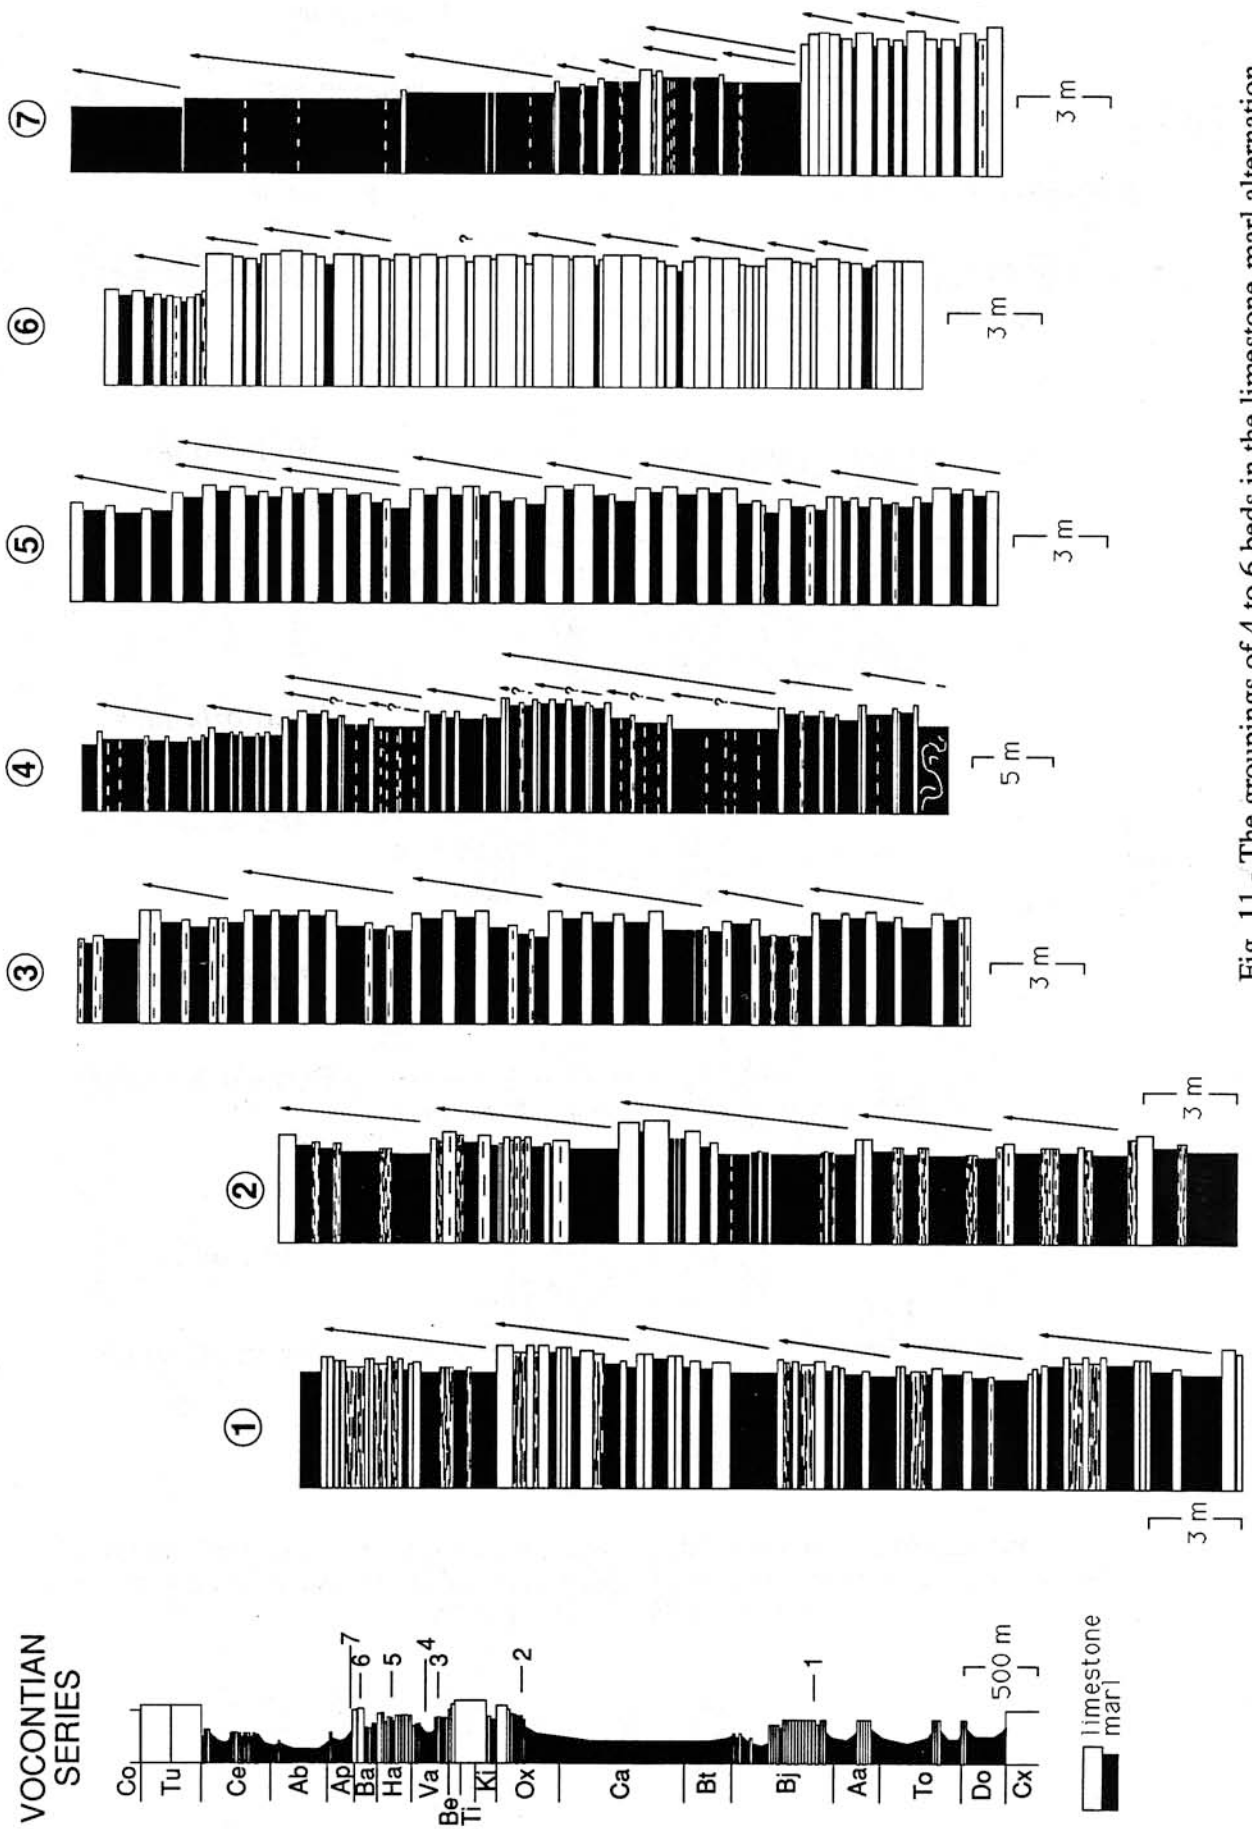 VOCONTIAN
SERIES
Co
Tu
Ce
Ab
Ap
Ba
Ha
Va
Be
Ti
Ki
Ox
Ca
Bt
Bj
Aa
To
Do
Cx
7
6
5
4
3
2
1
500 m
limestone
marl
1
3 m
2
3 m
3
3 m
4
?
?
?
?
?
?
5 m
5
3 m
6
?
3 m
7
3 m
Fig. 11 - The groupings of 4 to 6 beds in the limestone-marl alternation